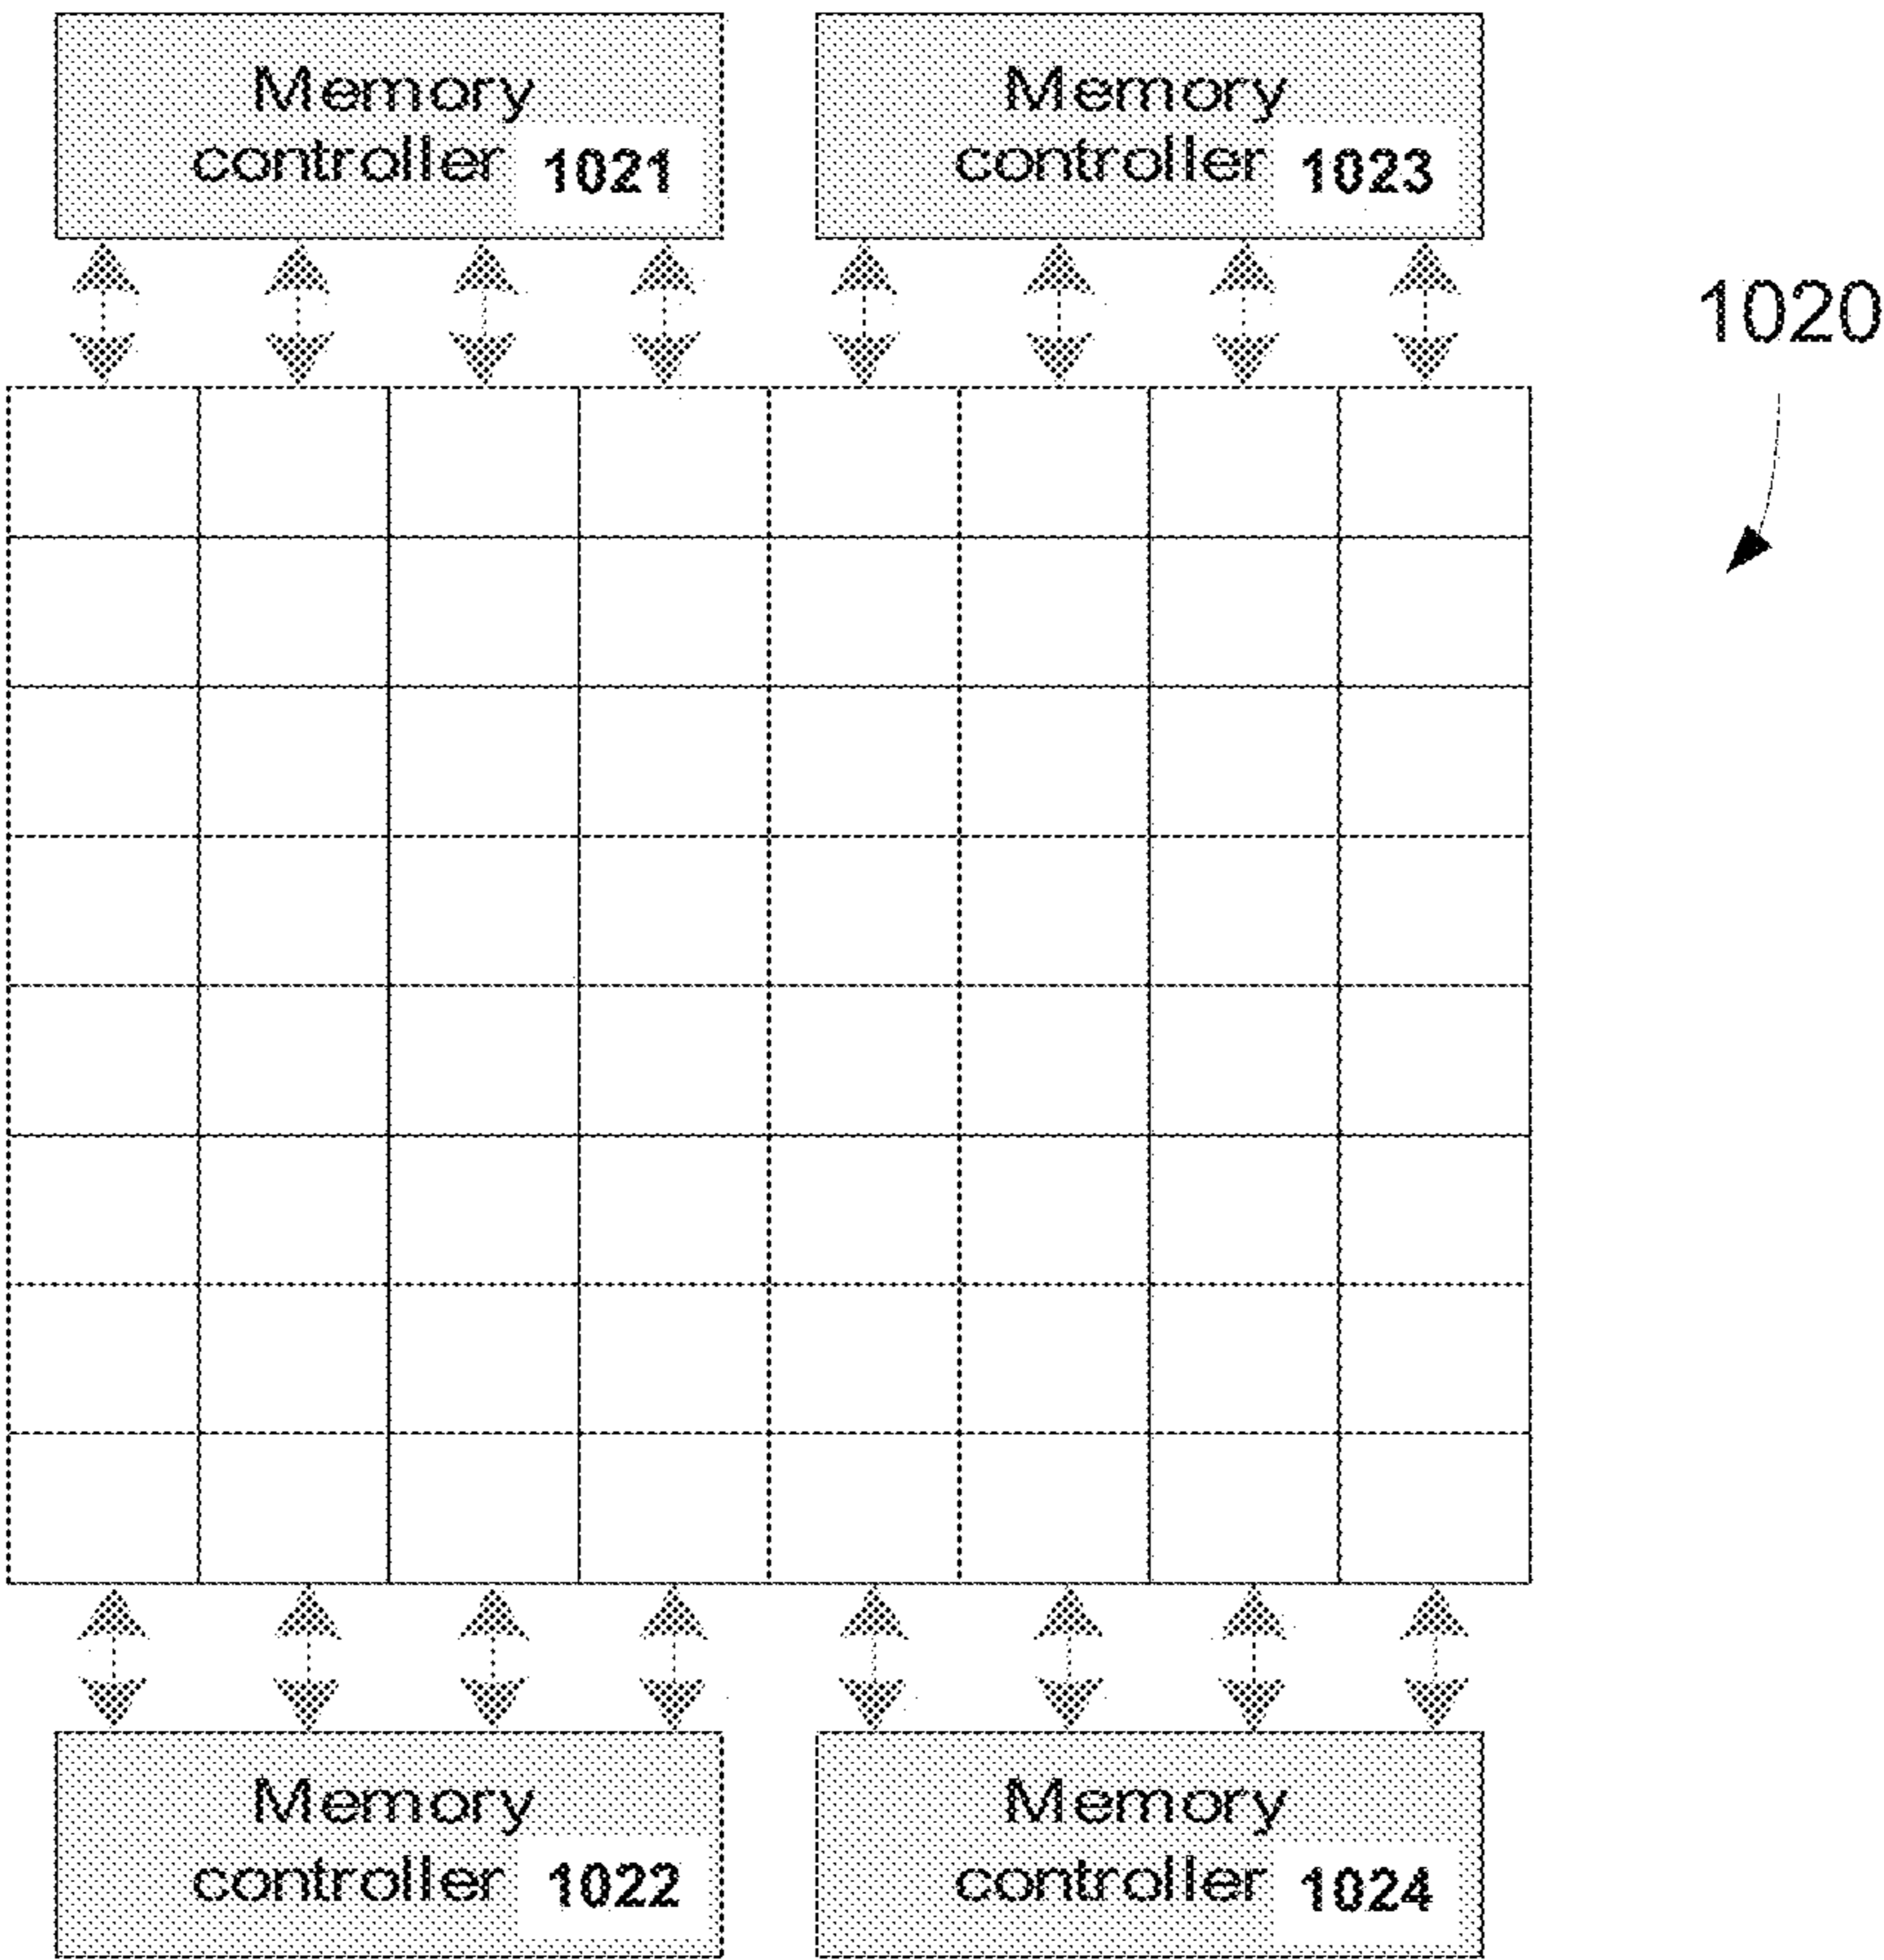 Memory
controller 1021
Memory
controller 1023
1020
Memory
controller 1022
Memory
controller 1024